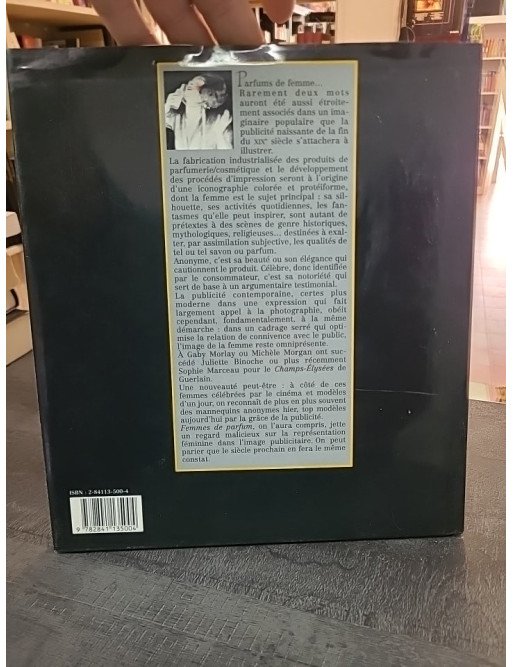 Parfums de femme...
Rarement deux mots
auront été aussi étroite-
ment associés dans un ima-
ginaire populaire que la
publicité naissante de la fin
du XIXe siècle s'attachera à
illustrer.
La fabrication industrialisée des produits de
parfumerie/cosmétique et le développement
des procédés d'impression seront à l'origine
d'une iconographie colorée et protéiforme,
dont la femme est le sujet principal : sa sil-
houette, ses activités quotidiennes, les fan-
tasmes qu'elle peut inspirer, sont autant de
prétextes à des scènes de genre historiques,
mythologiques, religieuses... destinées à exal-
ter, par assimilation subjective, les qualités de
tel ou tel savon ou parfum.
Anonyme, c'est sa beauté ou son élégance qui
cautionnent le produit. Célèbre, donc identifiée
par le consommateur, c'est sa notoriété qui
sert de base à un argumentaire testimonial.
La publicité contemporaine, certes plus
moderne dans une expression qui fait
largement appel à la photographie, obéit
cependant, fondamentalement, à la même
démarche : dans un cadrage serré qui opti-
mise la relation de connivence avec le public,
l'image de la femme reste omniprésente.
À Gaby Morlay ou Michèle Morgan ont suc-
cédé Juliette Binoche ou plus récemment
Sophie Marceau pour le Champs-Elysées de
Guerlain.
Une nouveauté peut-être : à côté de ces
femmes célébrées par le cinéma et modèles
d'un jour, on reconnaît de plus en plus souvent
des mannequins anonymes hier, top modèles
aujourd'hui par la grâce de la publicité.
Femmes de parfum, on l'aura compris, jette
un regard malicieux sur la représentation
féminine dans l'image publicitaire. On peut
parier que le siècle prochain en fera le même
constat.
ISBN : 2-84113-500-4
9 782841 135004